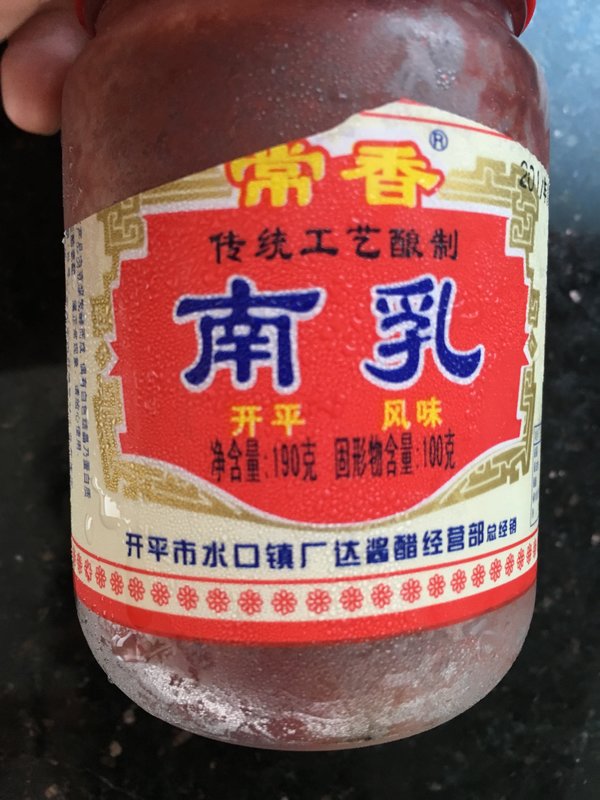 常香®
传统工艺酿制
南乳
开平 风味
净含量:190克 固形物含量:100克
开平市水口镇广达酱醋经营部总经销